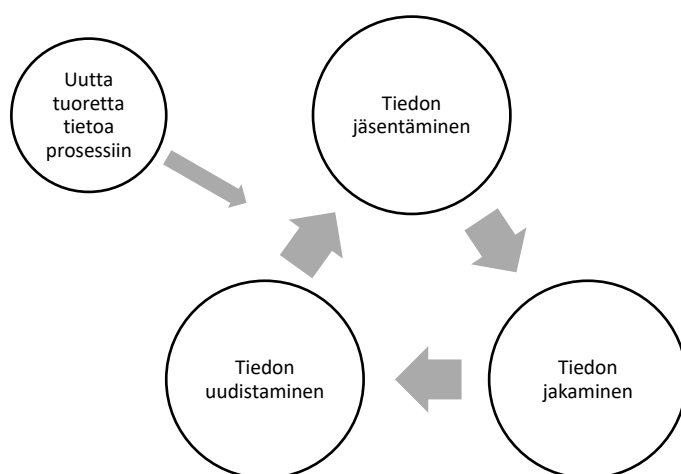 Uutta
tuoretta
tietoa
prosessiin
Tiedon
jäsentäminen
Tiedon
uudistaminen
Tiedon
jakaminen